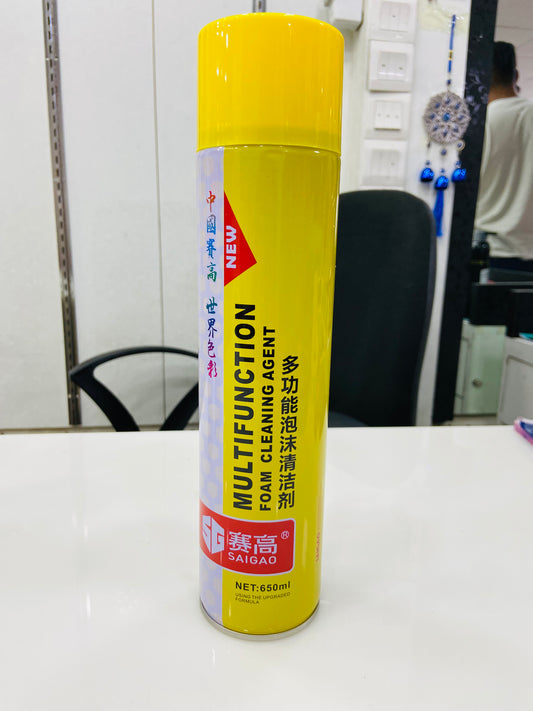 中國賽高 世界色彩
NEW
MULTIFUNCTION
FOAM CLEANING AGENT
多功能泡沫清洁剂
SG 赛高®
SAIGAO
NET:650ml
USING THE UPGRADED
FORMULA